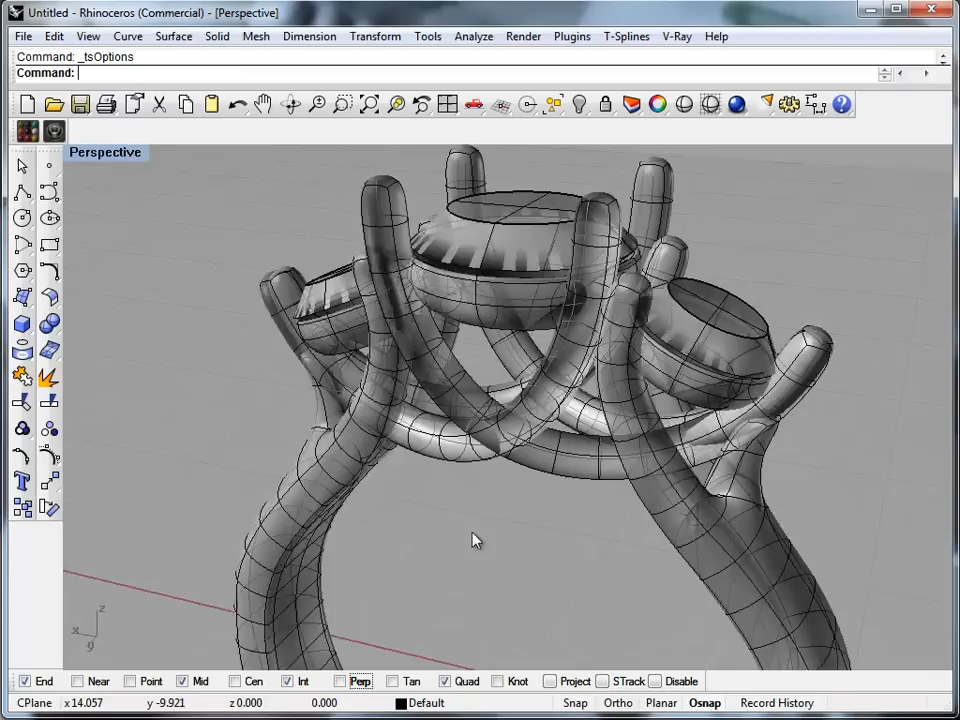 Untitled - Rhinoceros (Commercial) - [Perspective]
File Edit View Curve Surface Solid Mesh Dimension Transform Tools Analyze Render Plugins T-Splines V-Ray Help
Command: _tsOptions
Command:
Perspective
z
x
y
End Near Point Mid Cen Int Perp Tan Quad Knot Project STrack Disable
CPlane x 14.057 y -9.921 z 0.000 0.000 Default Snap Ortho Planar Osnap Record History